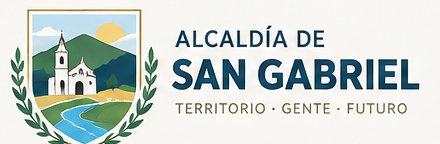 ALCALDÍA DE
SAN GABRIEL
TERRITORIO · GENTE · FUTURO